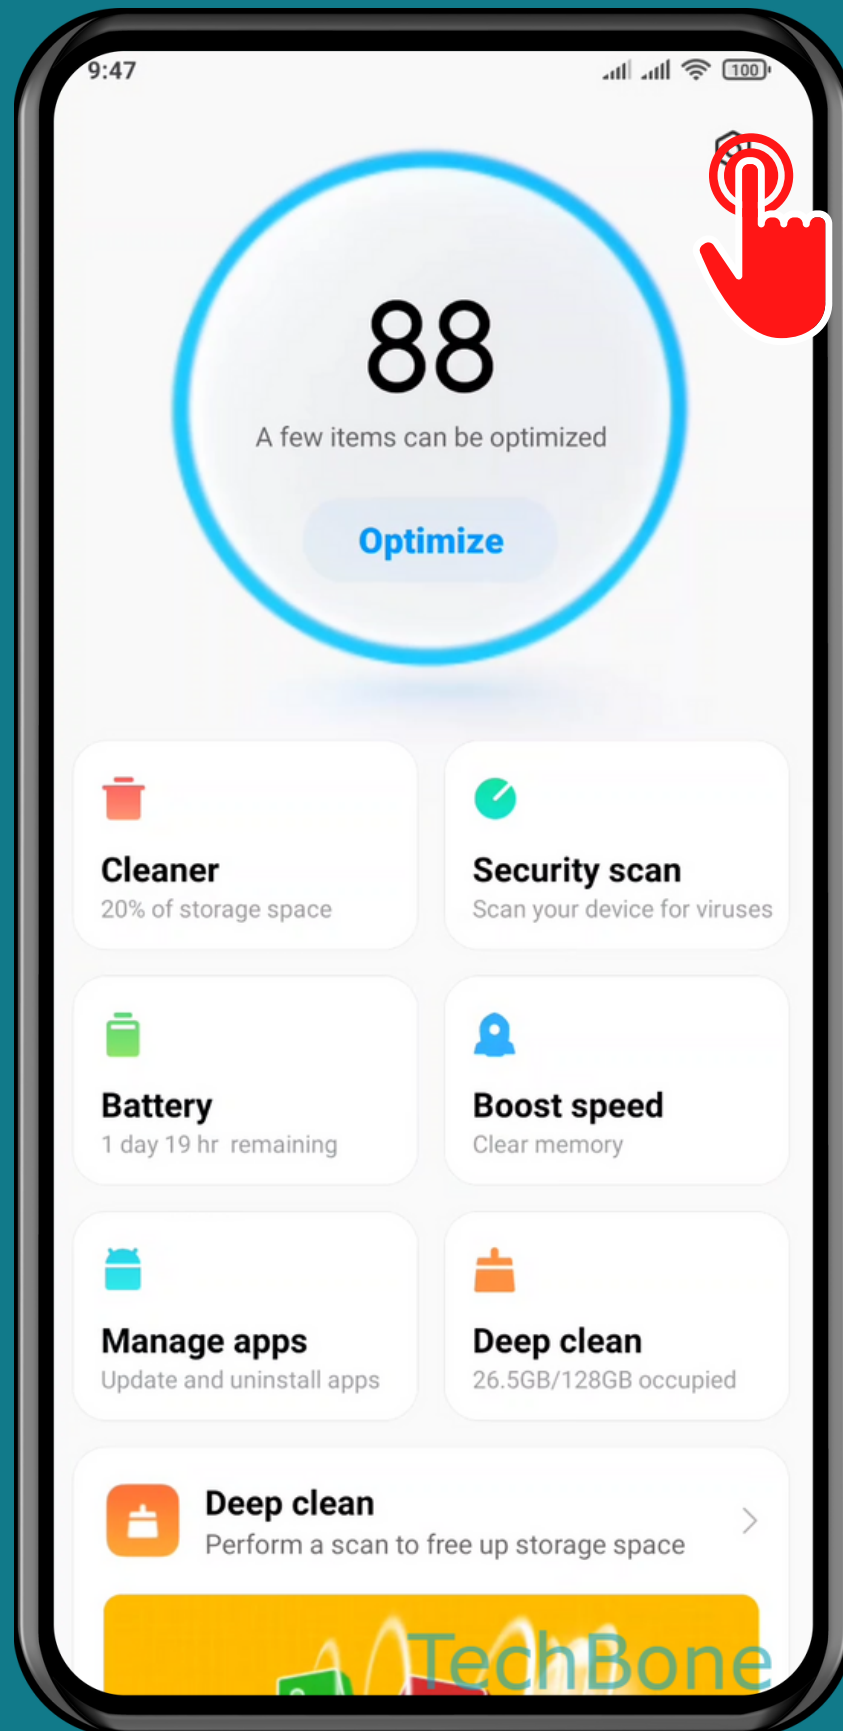 9:47
100
88
A few items can be optimized
Optimize
Cleaner
20% of storage space
Security scan
Scan your device for viruses
Battery
1 day 19 hr  remaining
Boost speed
Clear memory
Manage apps
Update and uninstall apps
Deep clean
26.5GB/128GB occupied
Deep clean
Perform a scan to free up storage space
TechBone